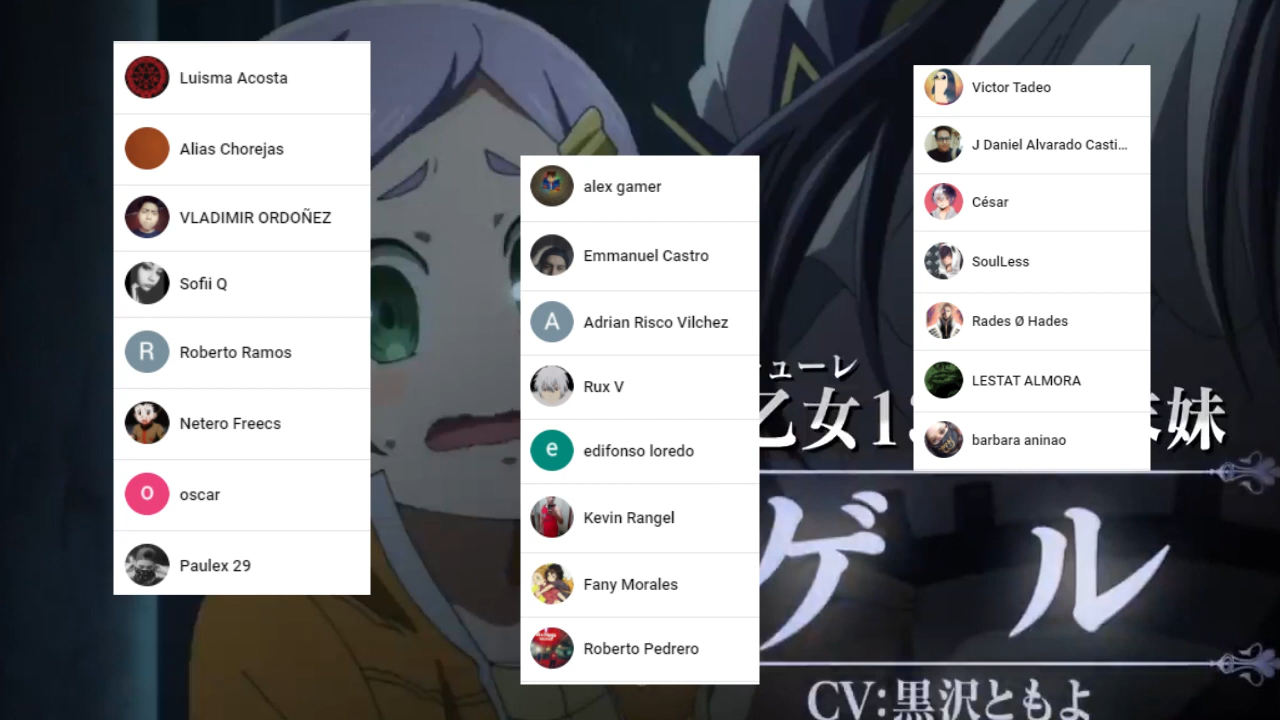 Luisma Acosta
Alias Chorejas
VLADIMIR ORDOÑEZ
Sofii Q
R
Roberto Ramos
Netero Freecs
o
oscar
Paulex 29
alex gamer
Emmanuel Castro
A
Adrian Risco Vilchez
Rux V
e
edifonso loredo
Kevin Rangel
Fany Morales
Roberto Pedrero
Victor Tadeo
J Daniel Alvarado Casti...
César
SoulLess
Rades Ø Hades
LESTAT ALMORA
barbara aninao
ューレ
乙女1 妹
ゲル
CV:黒沢ともよ